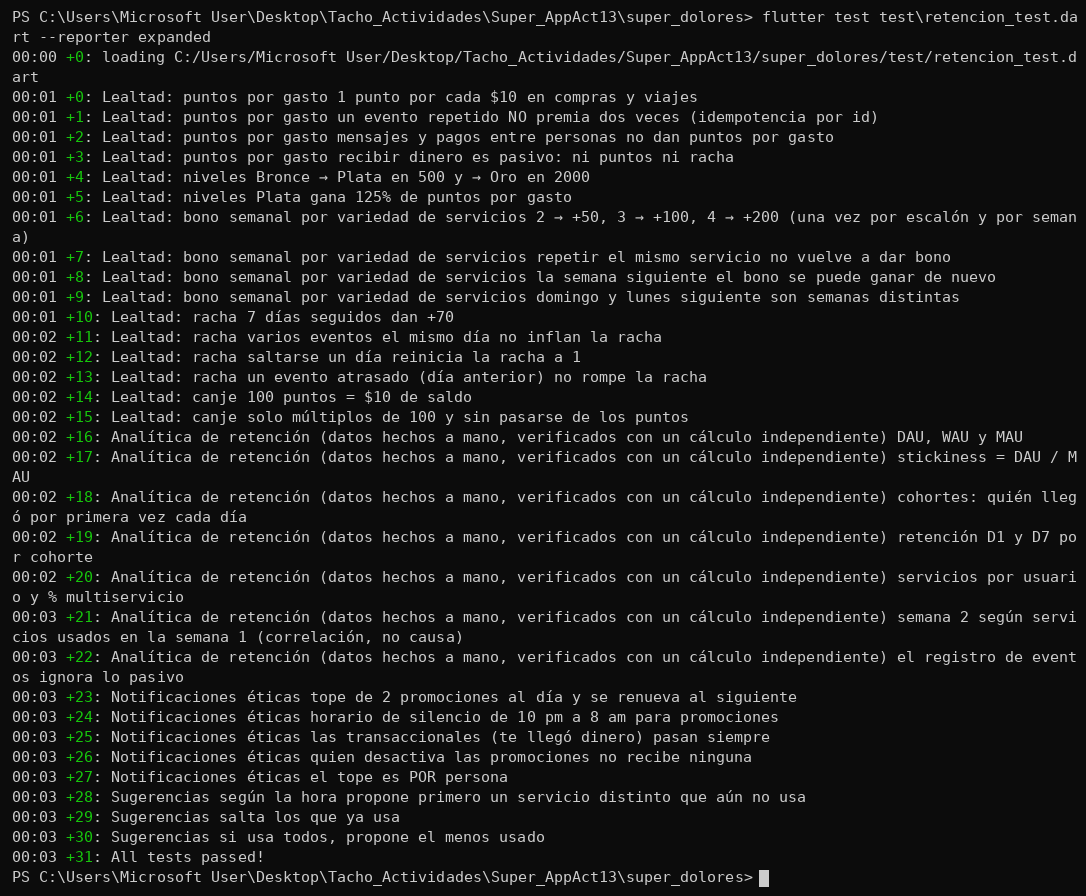 PS C:\Users\Microsoft User\Desktop\Tacho_Actividades\Super_AppAct13\super_dolores> flutter test test\retencion_test.da
rt --reporter expanded
00:00 +0: loading C:/Users/Microsoft User/Desktop/Tacho_Actividades/Super_AppAct13/super_dolores/test/retencion_test.d
art
00:01 +0: Lealtad: puntos por gasto 1 punto por cada $10 en compras y viajes
00:01 +1: Lealtad: puntos por gasto un evento repetido NO premia dos veces (idempotencia por id)
00:01 +2: Lealtad: puntos por gasto mensajes y pagos entre personas no dan puntos por gasto
00:01 +3: Lealtad: puntos por gasto recibir dinero es pasivo: ni puntos ni racha
00:01 +4: Lealtad: niveles Bronce → Plata en 500 y → Oro en 2000
00:01 +5: Lealtad: niveles Plata gana 125% de puntos por gasto
00:01 +6: Lealtad: bono semanal por variedad de servicios 2 → +50, 3 → +100, 4 → +200 (una vez por escalón y por seman
a)
00:01 +7: Lealtad: bono semanal por variedad de servicios repetir el mismo servicio no vuelve a dar bono
00:01 +8: Lealtad: bono semanal por variedad de servicios la semana siguiente el bono se puede ganar de nuevo
00:01 +9: Lealtad: bono semanal por variedad de servicios domingo y lunes siguiente son semanas distintas
00:01 +10: Lealtad: racha 7 días seguidos dan +70
00:02 +11: Lealtad: racha varios eventos el mismo día no inflan la racha
00:02 +12: Lealtad: racha saltarse un día reinicia la racha a 1
00:02 +13: Lealtad: racha un evento atrasado (día anterior) no rompe la racha
00:02 +14: Lealtad: canje 100 puntos = $10 de saldo
00:02 +15: Lealtad: canje solo múltiplos de 100 y sin pasarse de los puntos
00:02 +16: Analítica de retención (datos hechos a mano, verificados con un cálculo independiente) DAU, WAU y MAU
00:02 +17: Analítica de retención (datos hechos a mano, verificados con un cálculo independiente) stickiness = DAU / M
AU
00:02 +18: Analítica de retención (datos hechos a mano, verificados con un cálculo independiente) cohortes: quién lleg
ó por primera vez cada día
00:02 +19: Analítica de retención (datos hechos a mano, verificados con un cálculo independiente) retención D1 y D7 po
r cohorte
00:02 +20: Analítica de retención (datos hechos a mano, verificados con un cálculo independiente) servicios por usuari
o y % multiservicio
00:03 +21: Analítica de retención (datos hechos a mano, verificados con un cálculo independiente) semana 2 según servi
cios usados en la semana 1 (correlación, no causa)
00:03 +22: Analítica de retención (datos hechos a mano, verificados con un cálculo independiente) el registro de event
os ignora lo pasivo
00:03 +23: Notificaciones éticas tope de 2 promociones al día y se renueva al siguiente
00:03 +24: Notificaciones éticas horario de silencio de 10 pm a 8 am para promociones
00:03 +25: Notificaciones éticas las transaccionales (te llegó dinero) pasan siempre
00:03 +26: Notificaciones éticas quien desactiva las promociones no recibe ninguna
00:03 +27: Notificaciones éticas el tope es POR persona
00:03 +28: Sugerencias según la hora propone primero un servicio distinto que aún no usa
00:03 +29: Sugerencias salta los que ya usa
00:03 +30: Sugerencias si usa todos, propone el menos usado
00:03 +31: All tests passed!
PS C:\Users\Microsoft User\Desktop\Tacho_Actividades\Super_AppAct13\super_dolores>